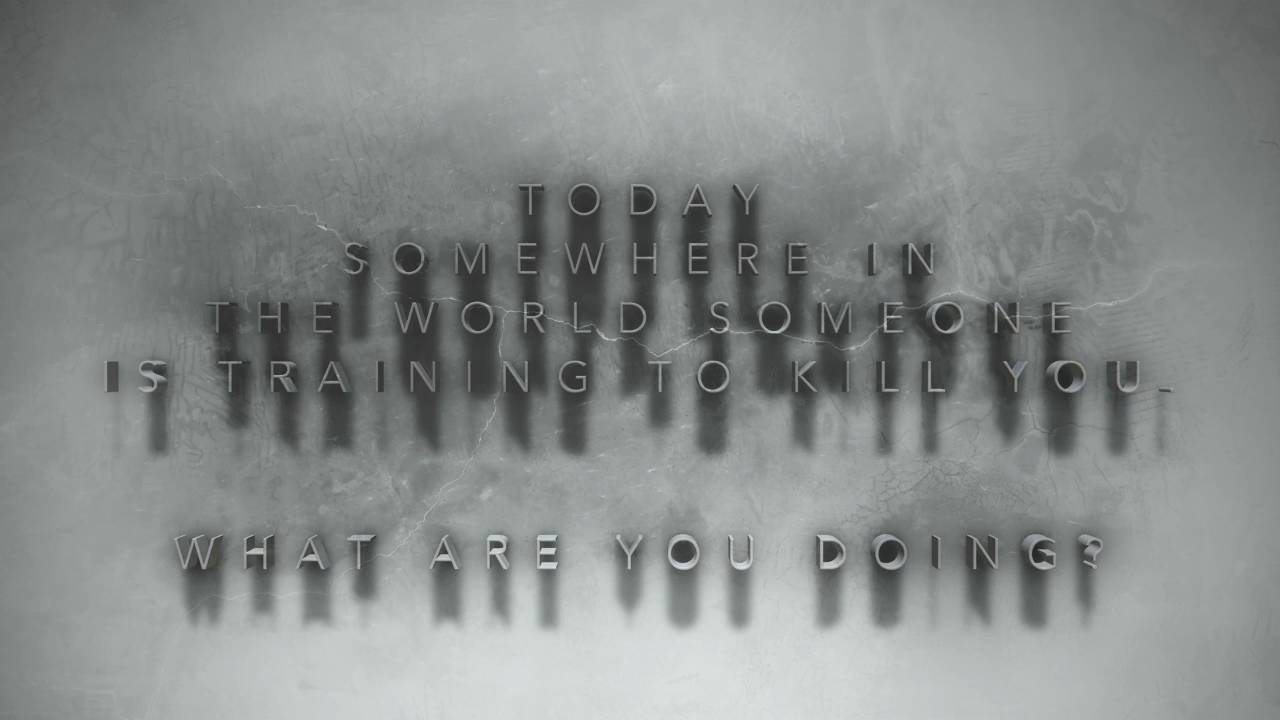 TODAY
SOMEWHERE IN
THE WORLD SOMEONE
IS TRAINING TO KILL YOU.
WHAT ARE YOU DOING?